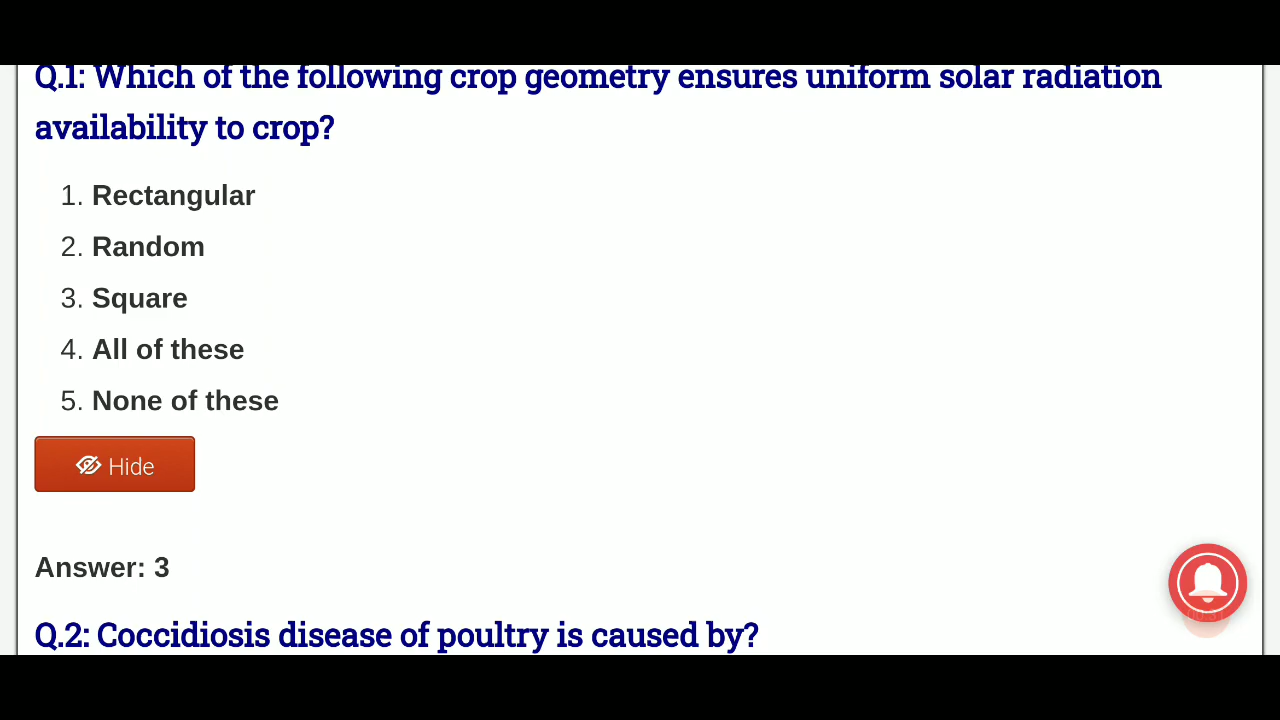 Q.1: Which of the following crop geometry ensures uniform solar radiation
availability to crop?
1. Rectangular
2. Random
3. Square
4. All of these
5. None of these
Hide
Answer: 3
Q.2: Coccidiosis disease of poultry is caused by?